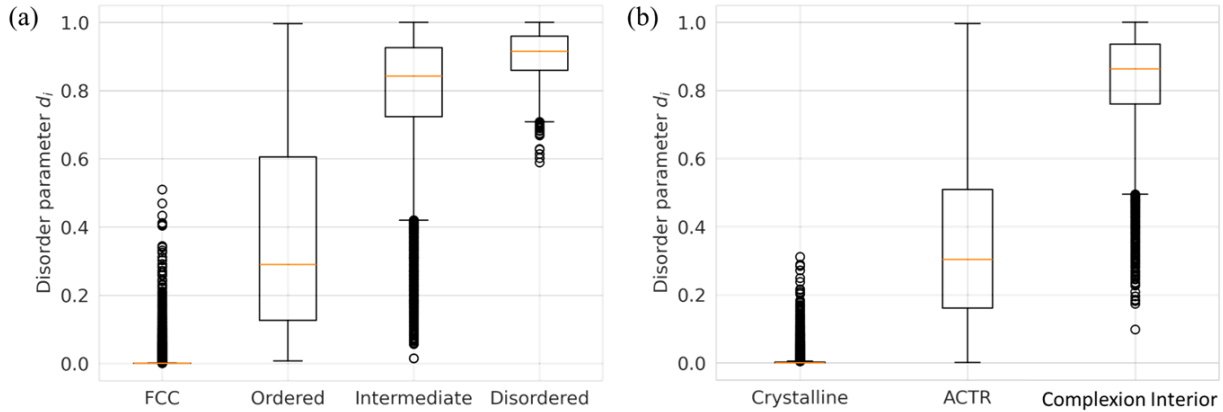 (a)
Disorder parameter d_i
1.0
0.8
0.6
0.4
0.2
0.0
FCC Ordered Intermediate Disordered
(b)
Disorder parameter d_i
1.0
0.8
0.6
0.4
0.2
0.0
Crystalline ACTR Complexion Interior